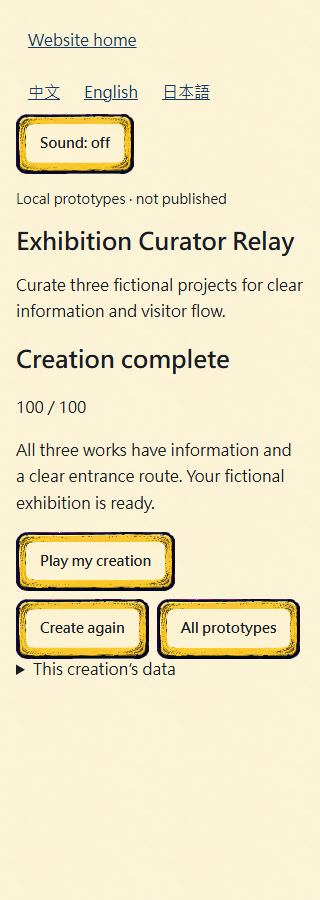 Website home
中文 English 日本語
Sound: off
Local prototypes · not published
Exhibition Curator Relay
Curate three fictional projects for clear
information and visitor flow.
Creation complete
100 / 100
All three works have information and
a clear entrance route. Your fictional
exhibition is ready.
Play my creation
Create again All prototypes
▶ This creation's data